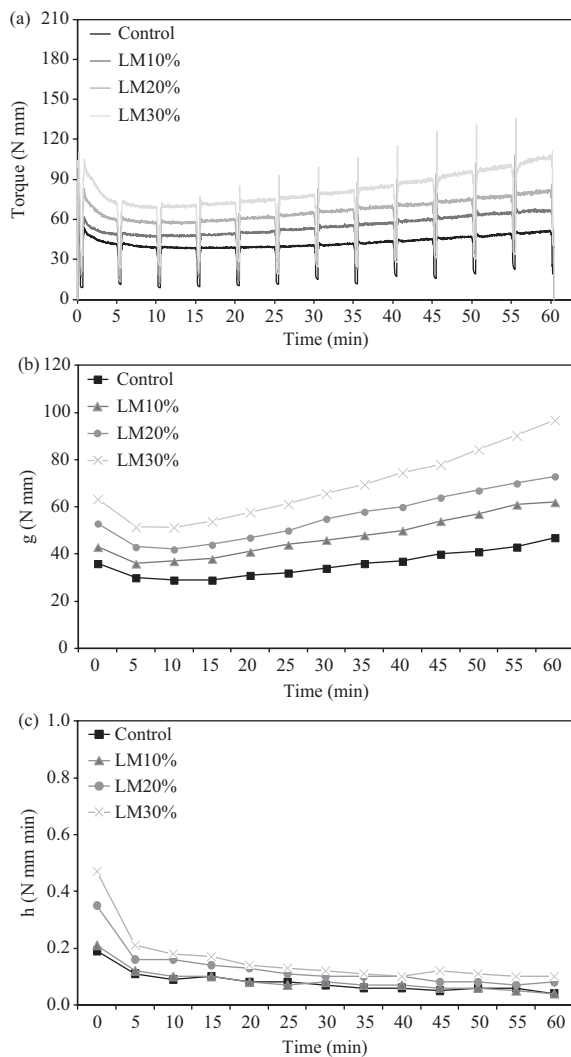 (a)
210
180
150
120
90
60
30
0
Torque (N mm)
Control
LM10%
LM20%
LM30%
0 5 10 15 20 25 30 35 40 45 50 55 60
Time (min)
(b)
120
100
80
60
40
20
0
g (N mm)
Control
LM10%
LM20%
LM30%
0 5 10 15 20 25 30 35 40 45 50 55 60
Time (min)
(c)
1.0
0.8
0.6
0.4
0.2
0.0
h (N mm min)
Control
LM10%
LM20%
LM30%
0 5 10 15 20 25 30 35 40 45 50 55 60
Time (min)